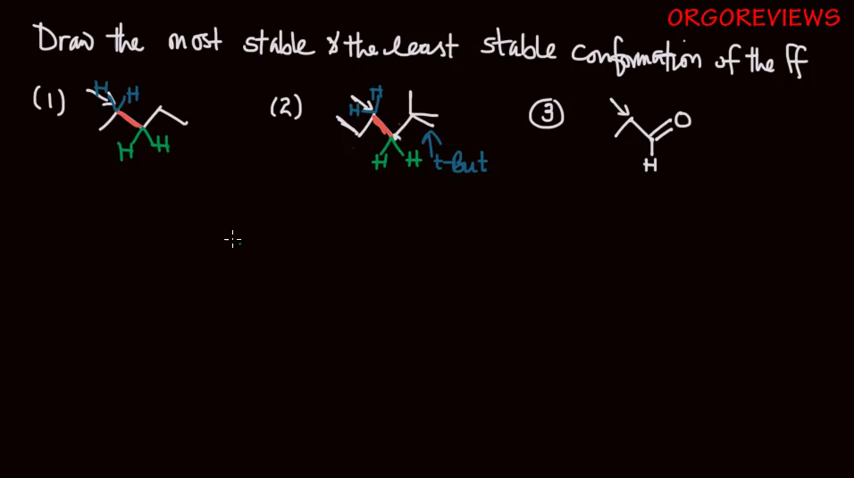 ORGOREVIEWS
Draw the most stable & the least stable conformation of the ff
(1) H H H H
(2) H H H H t-but
3 O H